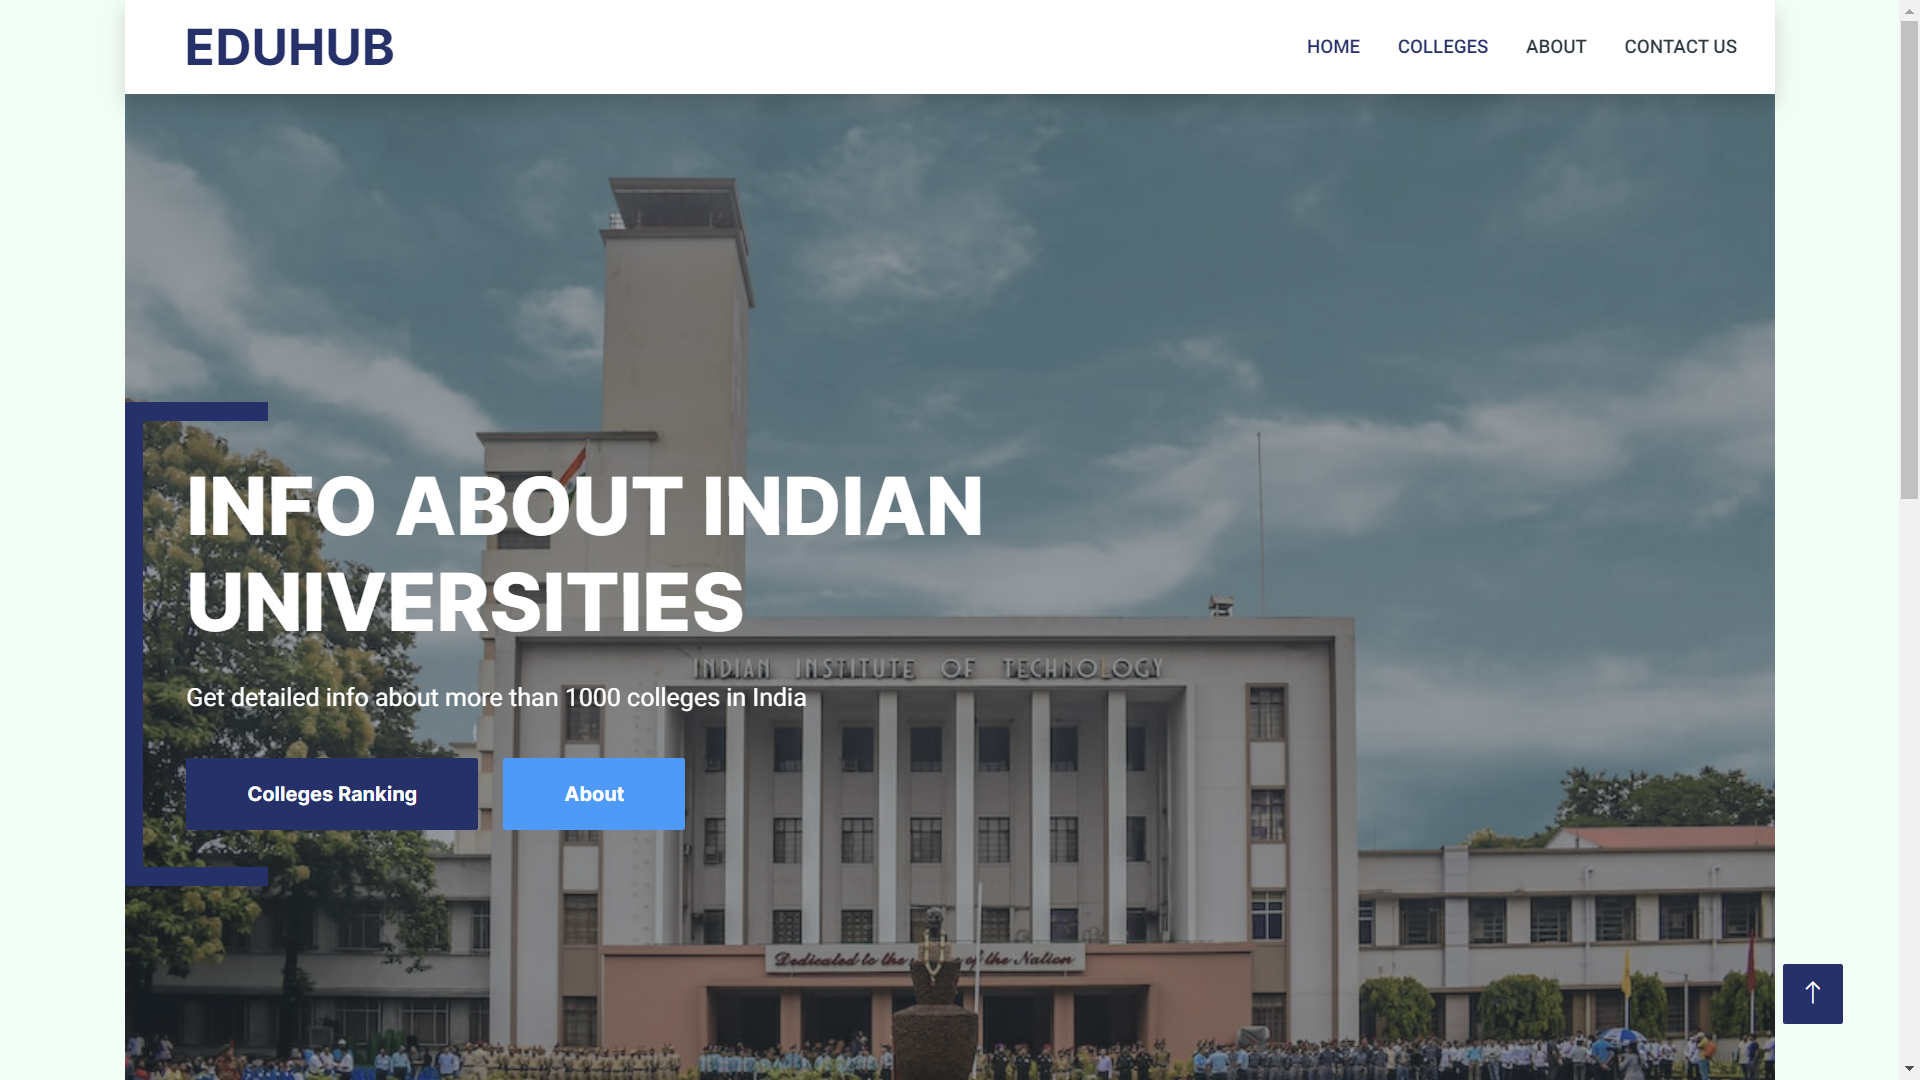 EDUHUB
HOME COLLEGES ABOUT CONTACT US
INFO ABOUT INDIAN
UNIVERSITIES
INDIAN INSTITUTE OF TECHNOLOGY
Get detailed info about more than 1000 colleges in India
Colleges Ranking
About
Dedicated to the of the Nation